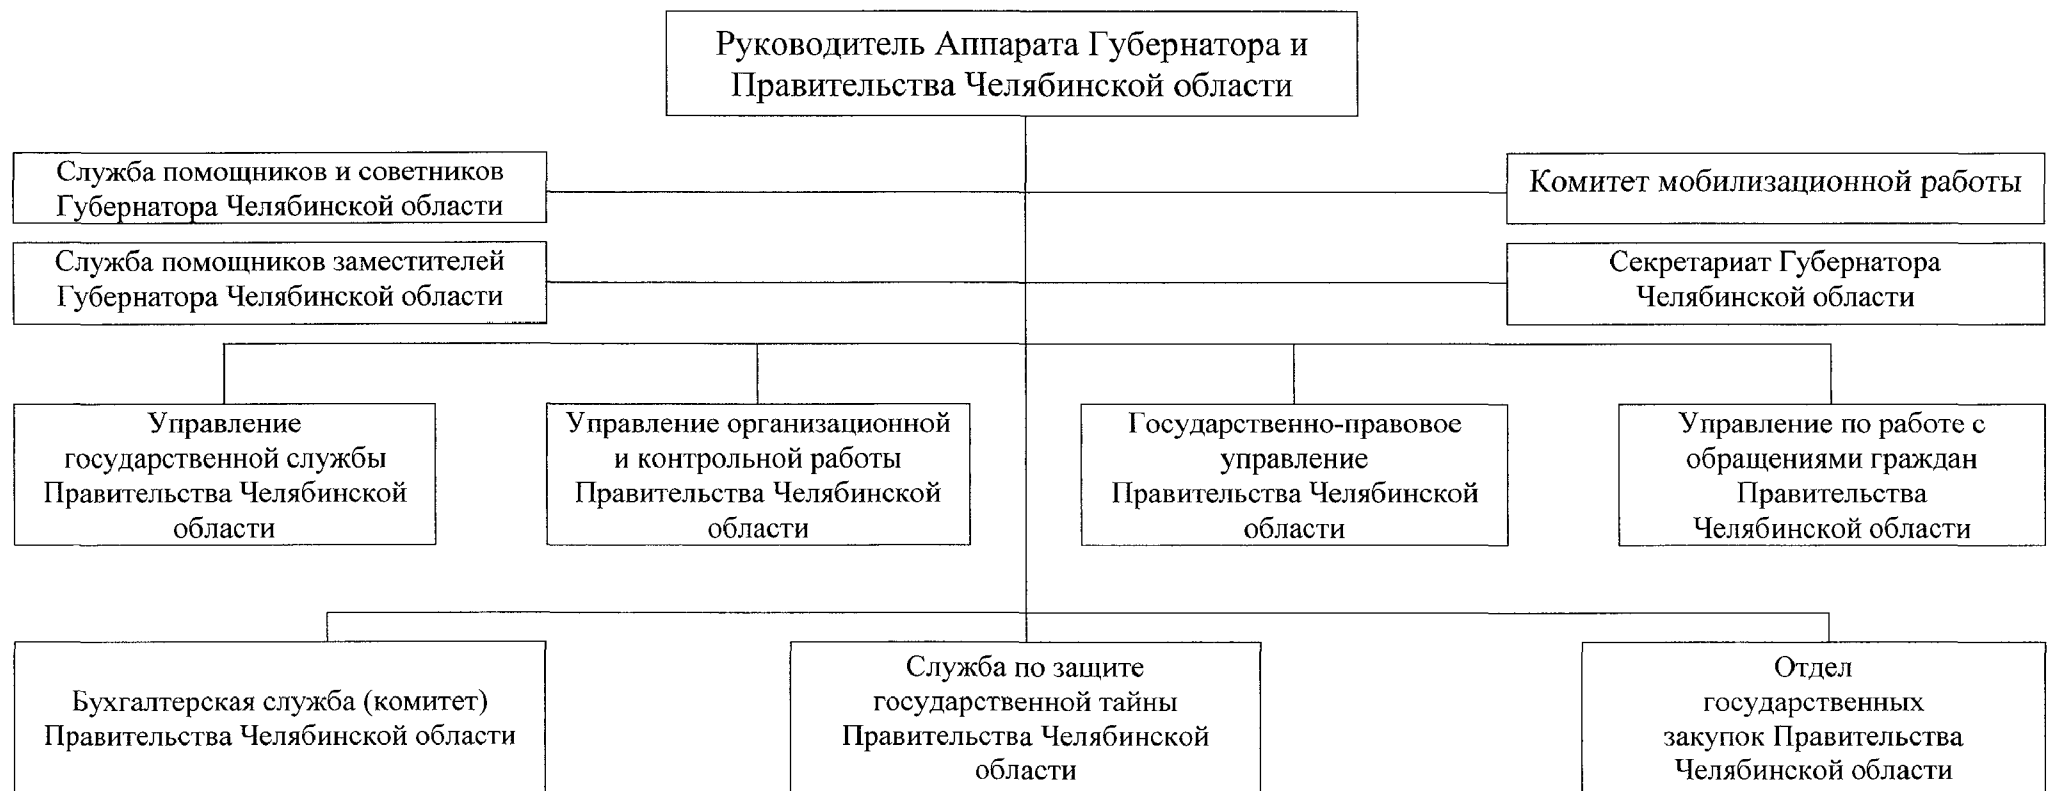 Руководитель Аппарата Губернатора и
Правительства Челябинской области
Служба помощников и советников
Губернатора Челябинской области
Комитет мобилизационной работы
Служба помощников заместителей
Губернатора Челябинской области
Секретариат Губернатора
Челябинской области
Управление
государственной службы
Правительства Челябинской
области
Управление организационной
и контрольной работы
Правительства Челябинской
области
Государственно-правовое
управление
Правительства Челябинской
области
Управление по работе с
обращениями граждан
Правительства
Челябинской области
Бухгалтерская служба (комитет)
Правительства Челябинской области
Служба по защите
государственной тайны
Правительства Челябинской
области
Отдел
государственных
закупок Правительства
Челябинской области